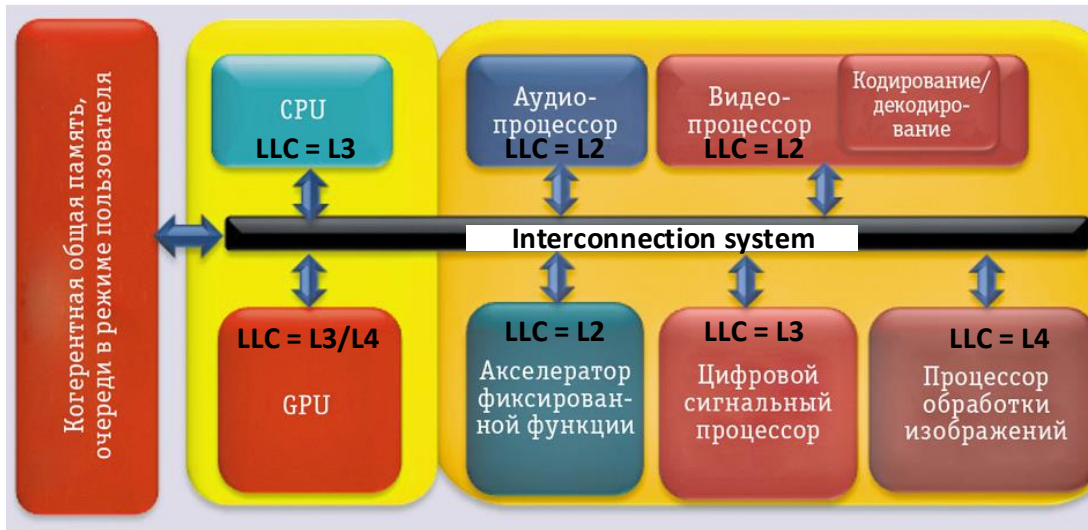 Когерентная общая память,
очереди в режиме пользователя
CPU
LLC = L3
Аудио-
процессор
LLC = L2
Видео-
процессор
LLC = L2
Кодирование/
декодиро-
вание
Interconnection system
LLC = L3/L4
GPU
LLC = L2
Акселератор
фиксирован-
ной функции
LLC = L3
Цифровой
сигнальный
процессор
LLC = L4
Процессор
обработки
изображений